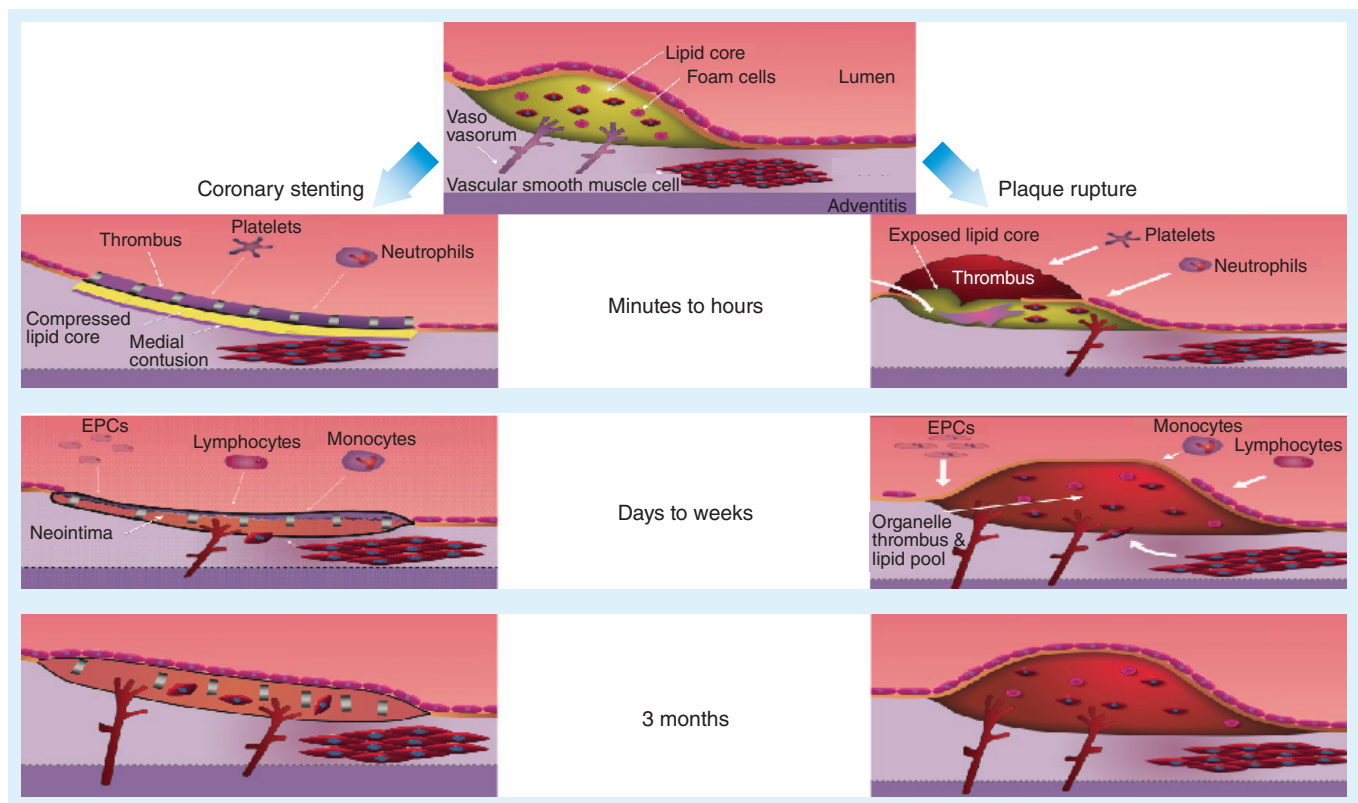 Lipid core
Foam cells
Lumen
Vaso
vasorum
Vascular smooth muscle cell
Adventitis
Coronary stenting
Plaque rupture
Thrombus
Platelets
Neutrophils
Compressed
lipid core
Medial
contusion
Minutes to hours
Exposed lipid core
Thrombus
Platelets
Neutrophils
EPCs
Lymphocytes
Monocytes
Neointima
Days to weeks
EPCs
Monocytes
Lymphocytes
Organelle
thrombus &
lipid pool
3 months